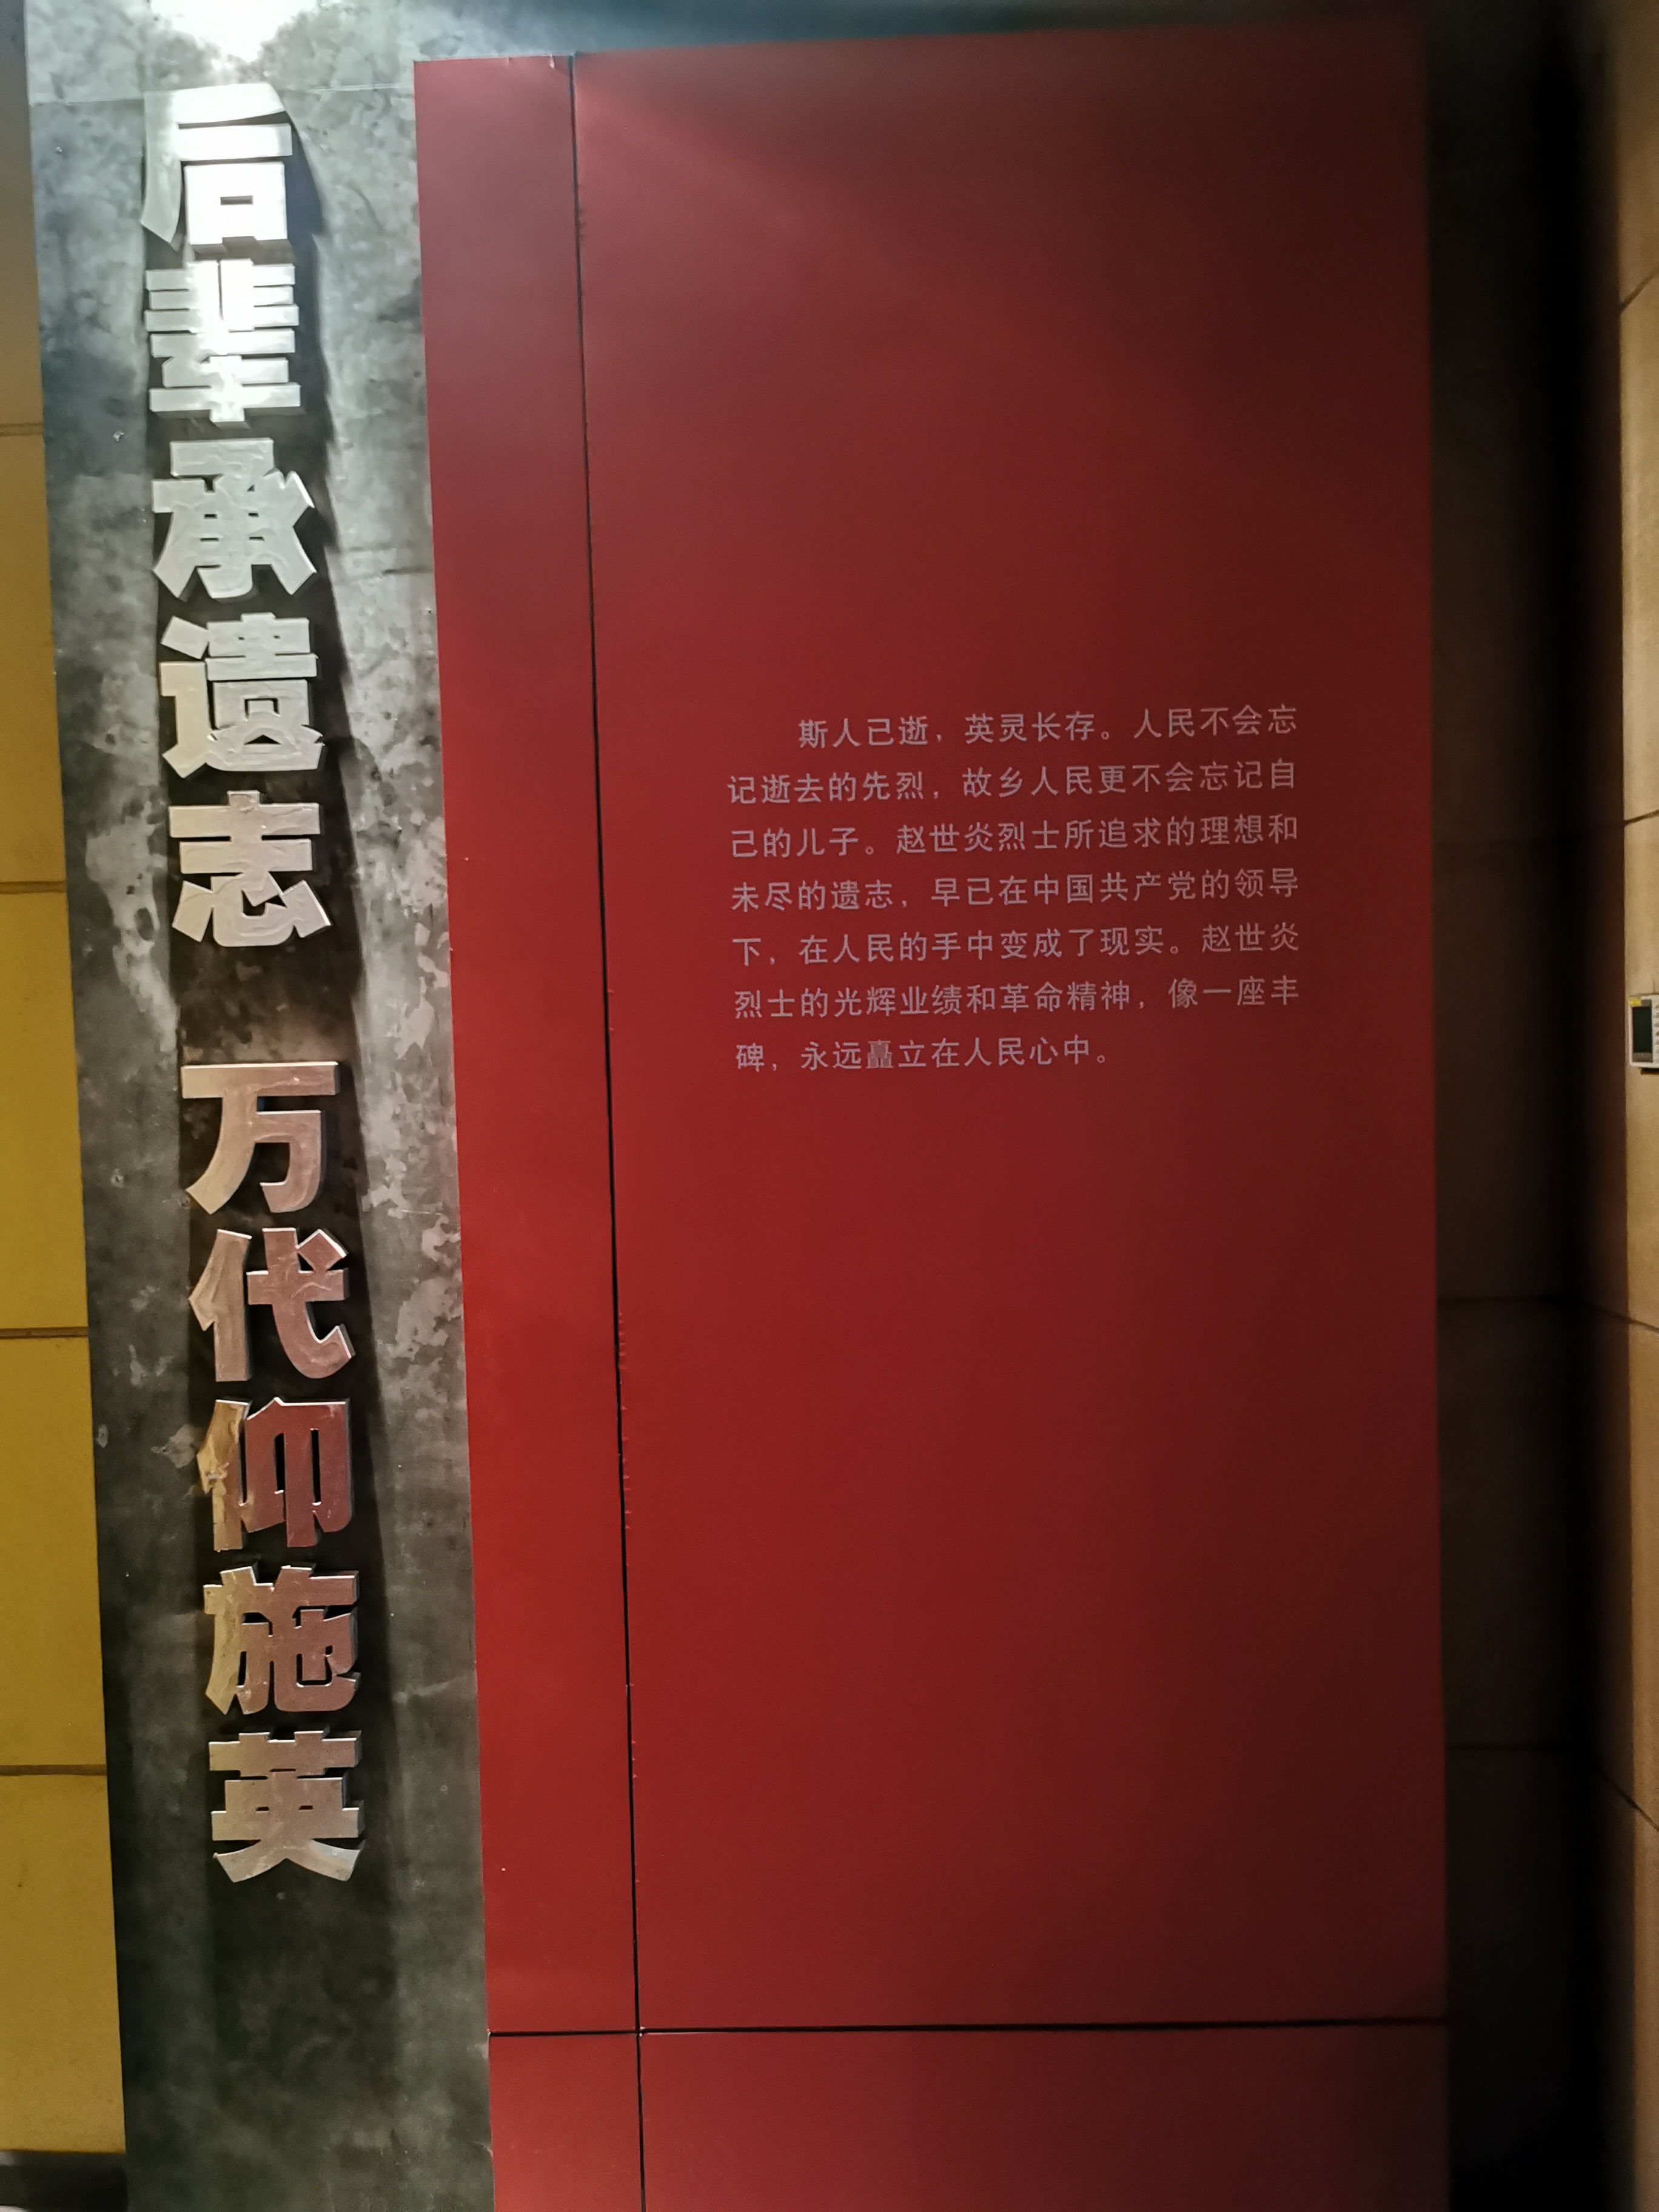 后辈承遗志 万代仰施英
斯人已逝，英灵长存。人民不会忘
记逝去的先烈，故乡人民更不会忘记自
己的儿子。赵世炎烈士所追求的理想和
未尽的遗志，早已在中国共产党的领导
下，在人民的手中变成了现实。赵世炎
烈士的光辉业绩和革命精神，像一座丰
碑，永远矗立在人民心中。